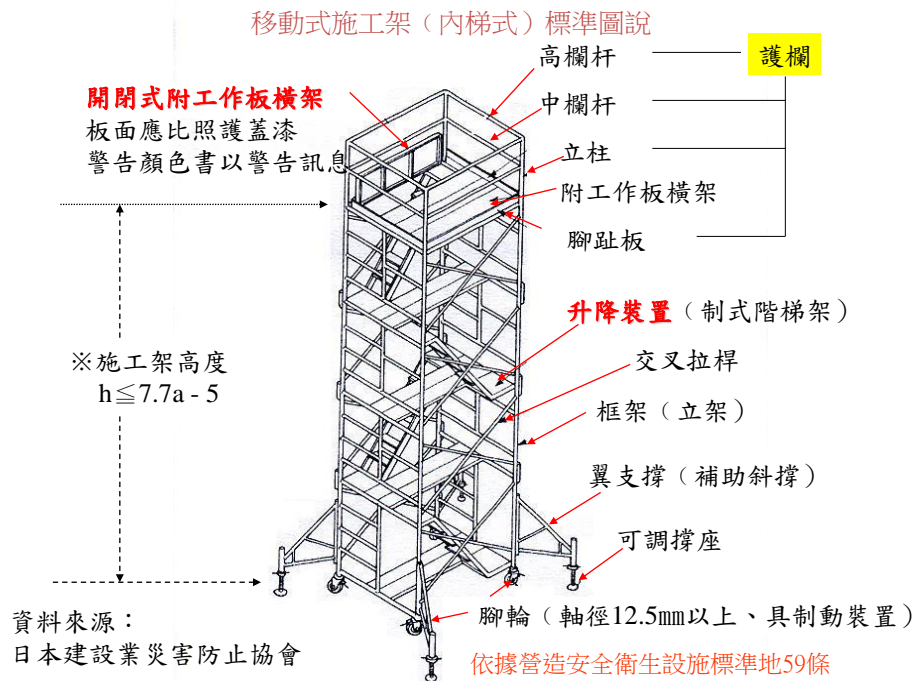 移動式施工架（內梯式）標準圖說
高欄杆
護欄
開閉式附工作板橫架
板面應比照護蓋漆
警告顏色書以警告訊息
中欄杆
立柱
附工作板橫架
腳趾板
升降裝置（制式階梯架）
※施工架高度
h≦7.7a - 5
交叉拉桿
框架（立架）
翼支撐（補助斜撐）
可調撐座
腳輪（軸徑12.5㎜以上、具制動裝置）
資料來源：
日本建設業災害防止協會
依據營造安全衛生設施標準地59條